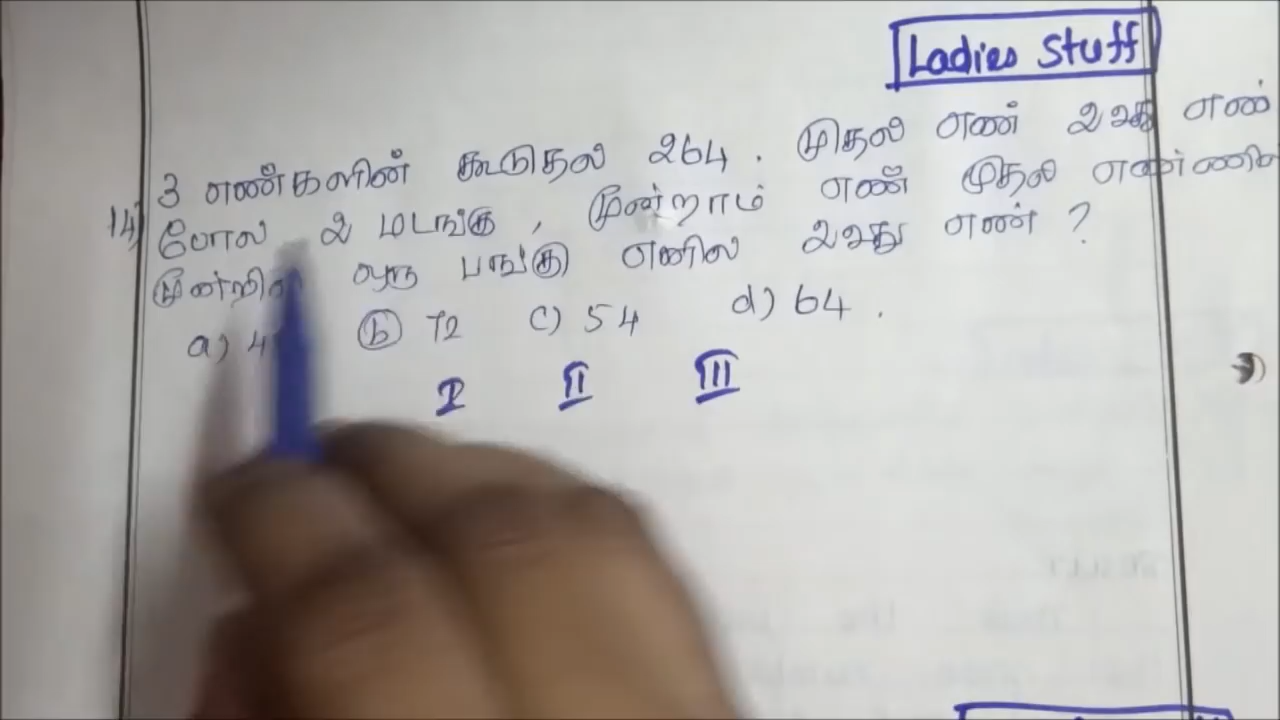 Ladies Stuff
3 எண்களின் கூடுதல் 264. முதல் எண் 2வது எண்
14) போல 2 மடங்கு, மூன்றாம் எண் முதல் எண்ணின்
மூன்றில் ஒரு பங்கு எனில் 2வது எண்?
a) 4 b 72 c) 54 d) 64.
I II III